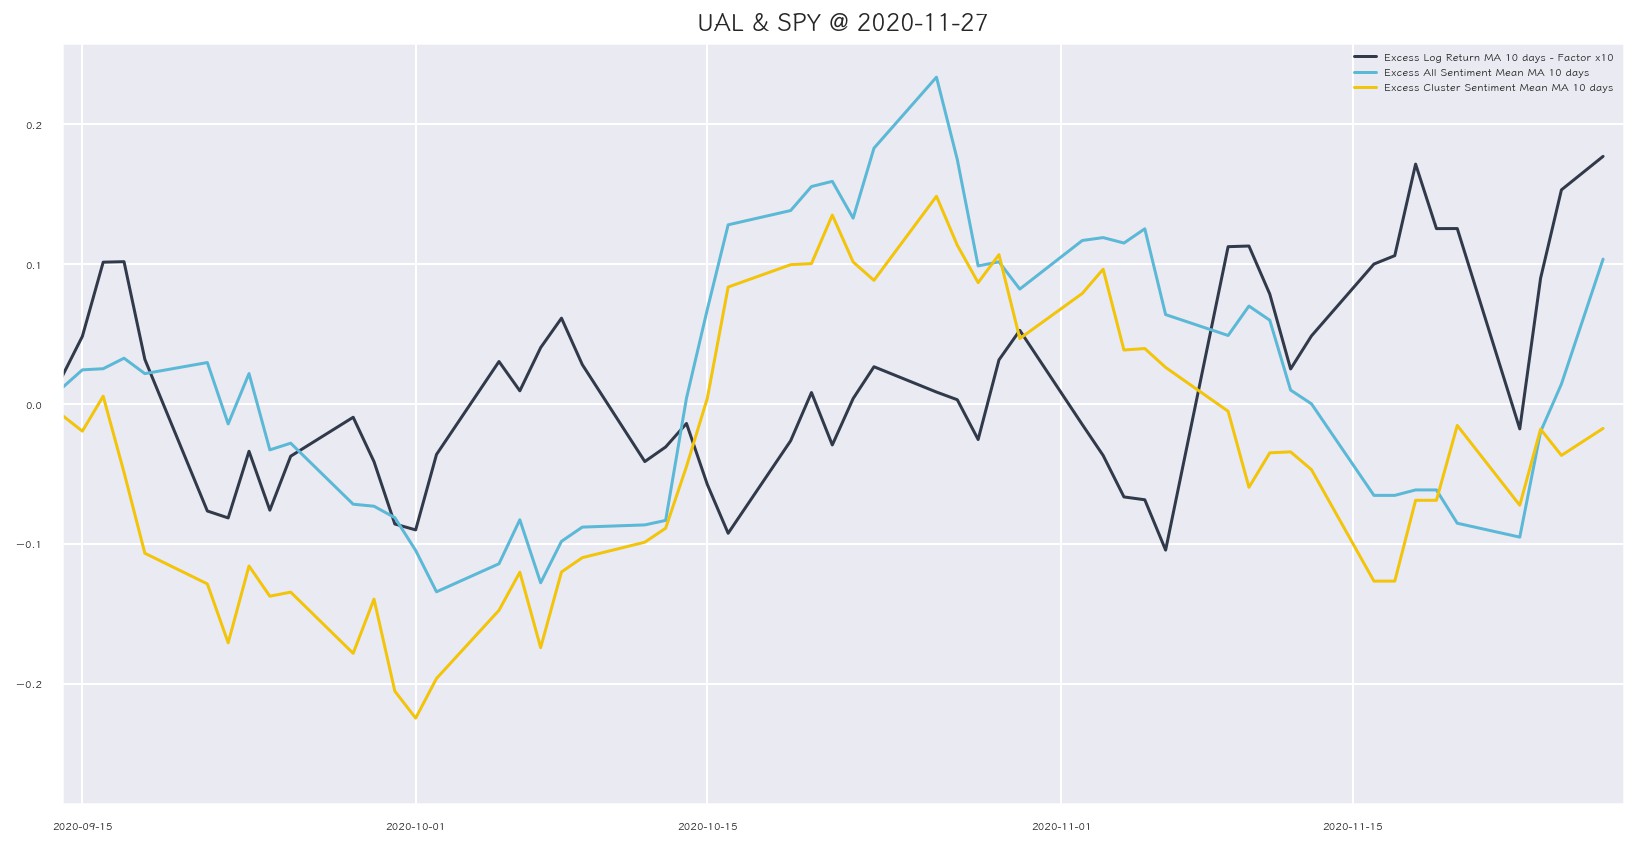 UAL & SPY @ 2020-11-27
Excess Log Return MA 10 days - Factor x10
Excess All Sentiment Mean MA 10 days
Excess Cluster Sentiment Mean MA 10 days
0.2
0.1
0.0
−0.1
−0.2
2020-09-15
2020-10-01
2020-10-15
2020-11-01
2020-11-15